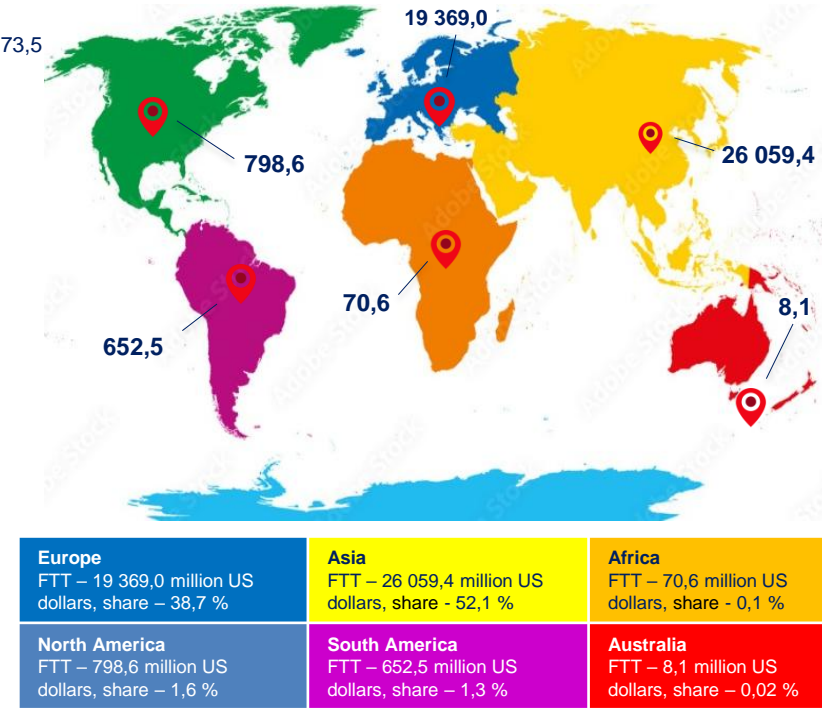 19 369,0
73,5
798,6
26 059,4
70,6
8,1
652,5
Europe
FTT – 19 369,0 million US
dollars, share – 38,7 %
Asia
FTT – 26 059,4 million US
dollars, share - 52,1 %
Africa
FTT – 70,6 million US
dollars, share - 0,1 %
North America
FTT – 798,6 million US
dollars, share – 1,6 %
South America
FTT – 652,5 million US
dollars, share – 1,3 %
Australia
FTT – 8,1 million US
dollars, share – 0,02 %